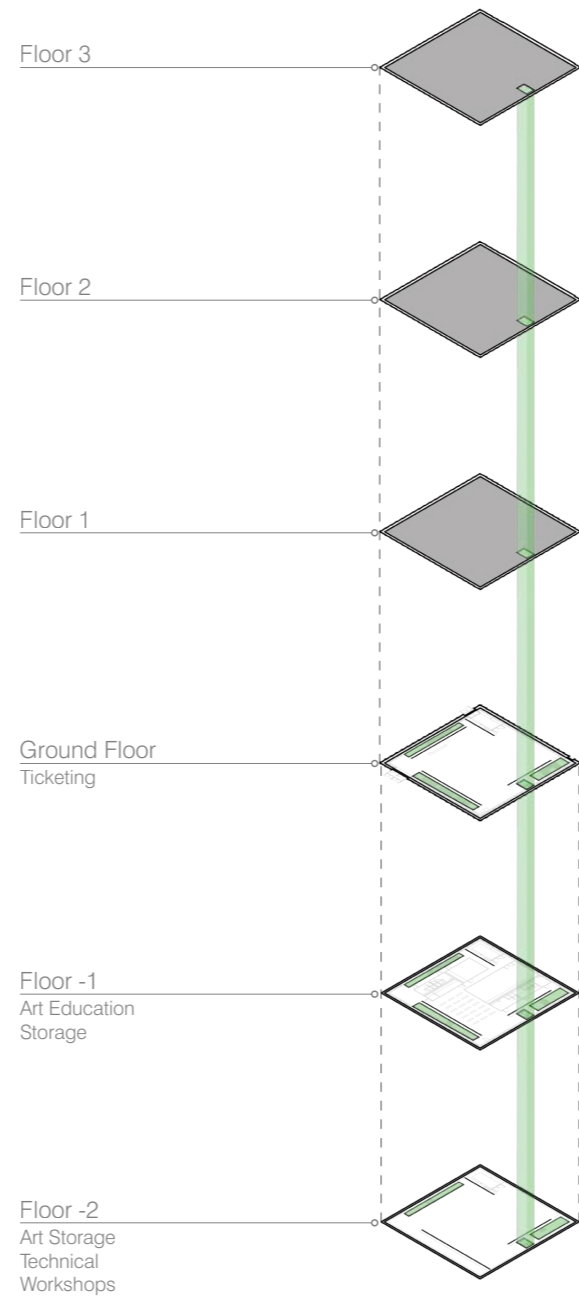 Floor 3
Floor 2
Floor 1
Ground Floor
Ticketing
Floor -1
Art Education
Storage
Floor -2
Art Storage
Technical
Workshops